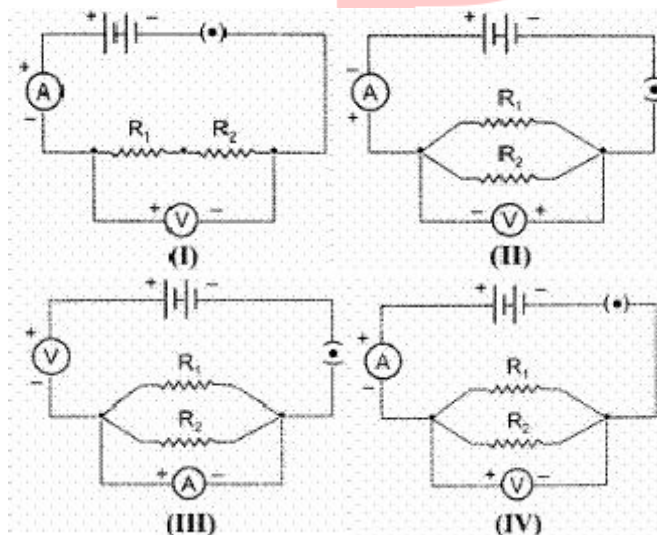 + − (•)
+ A −
R₁ R₂
+ V −
(I)
+ −
− A +
R₁
R₂
− V +
(II)
+ −
+ V −
R₁
R₂
+ A −
(III)
+ − (•)
+ A −
R₁
R₂
+ V −
(IV)